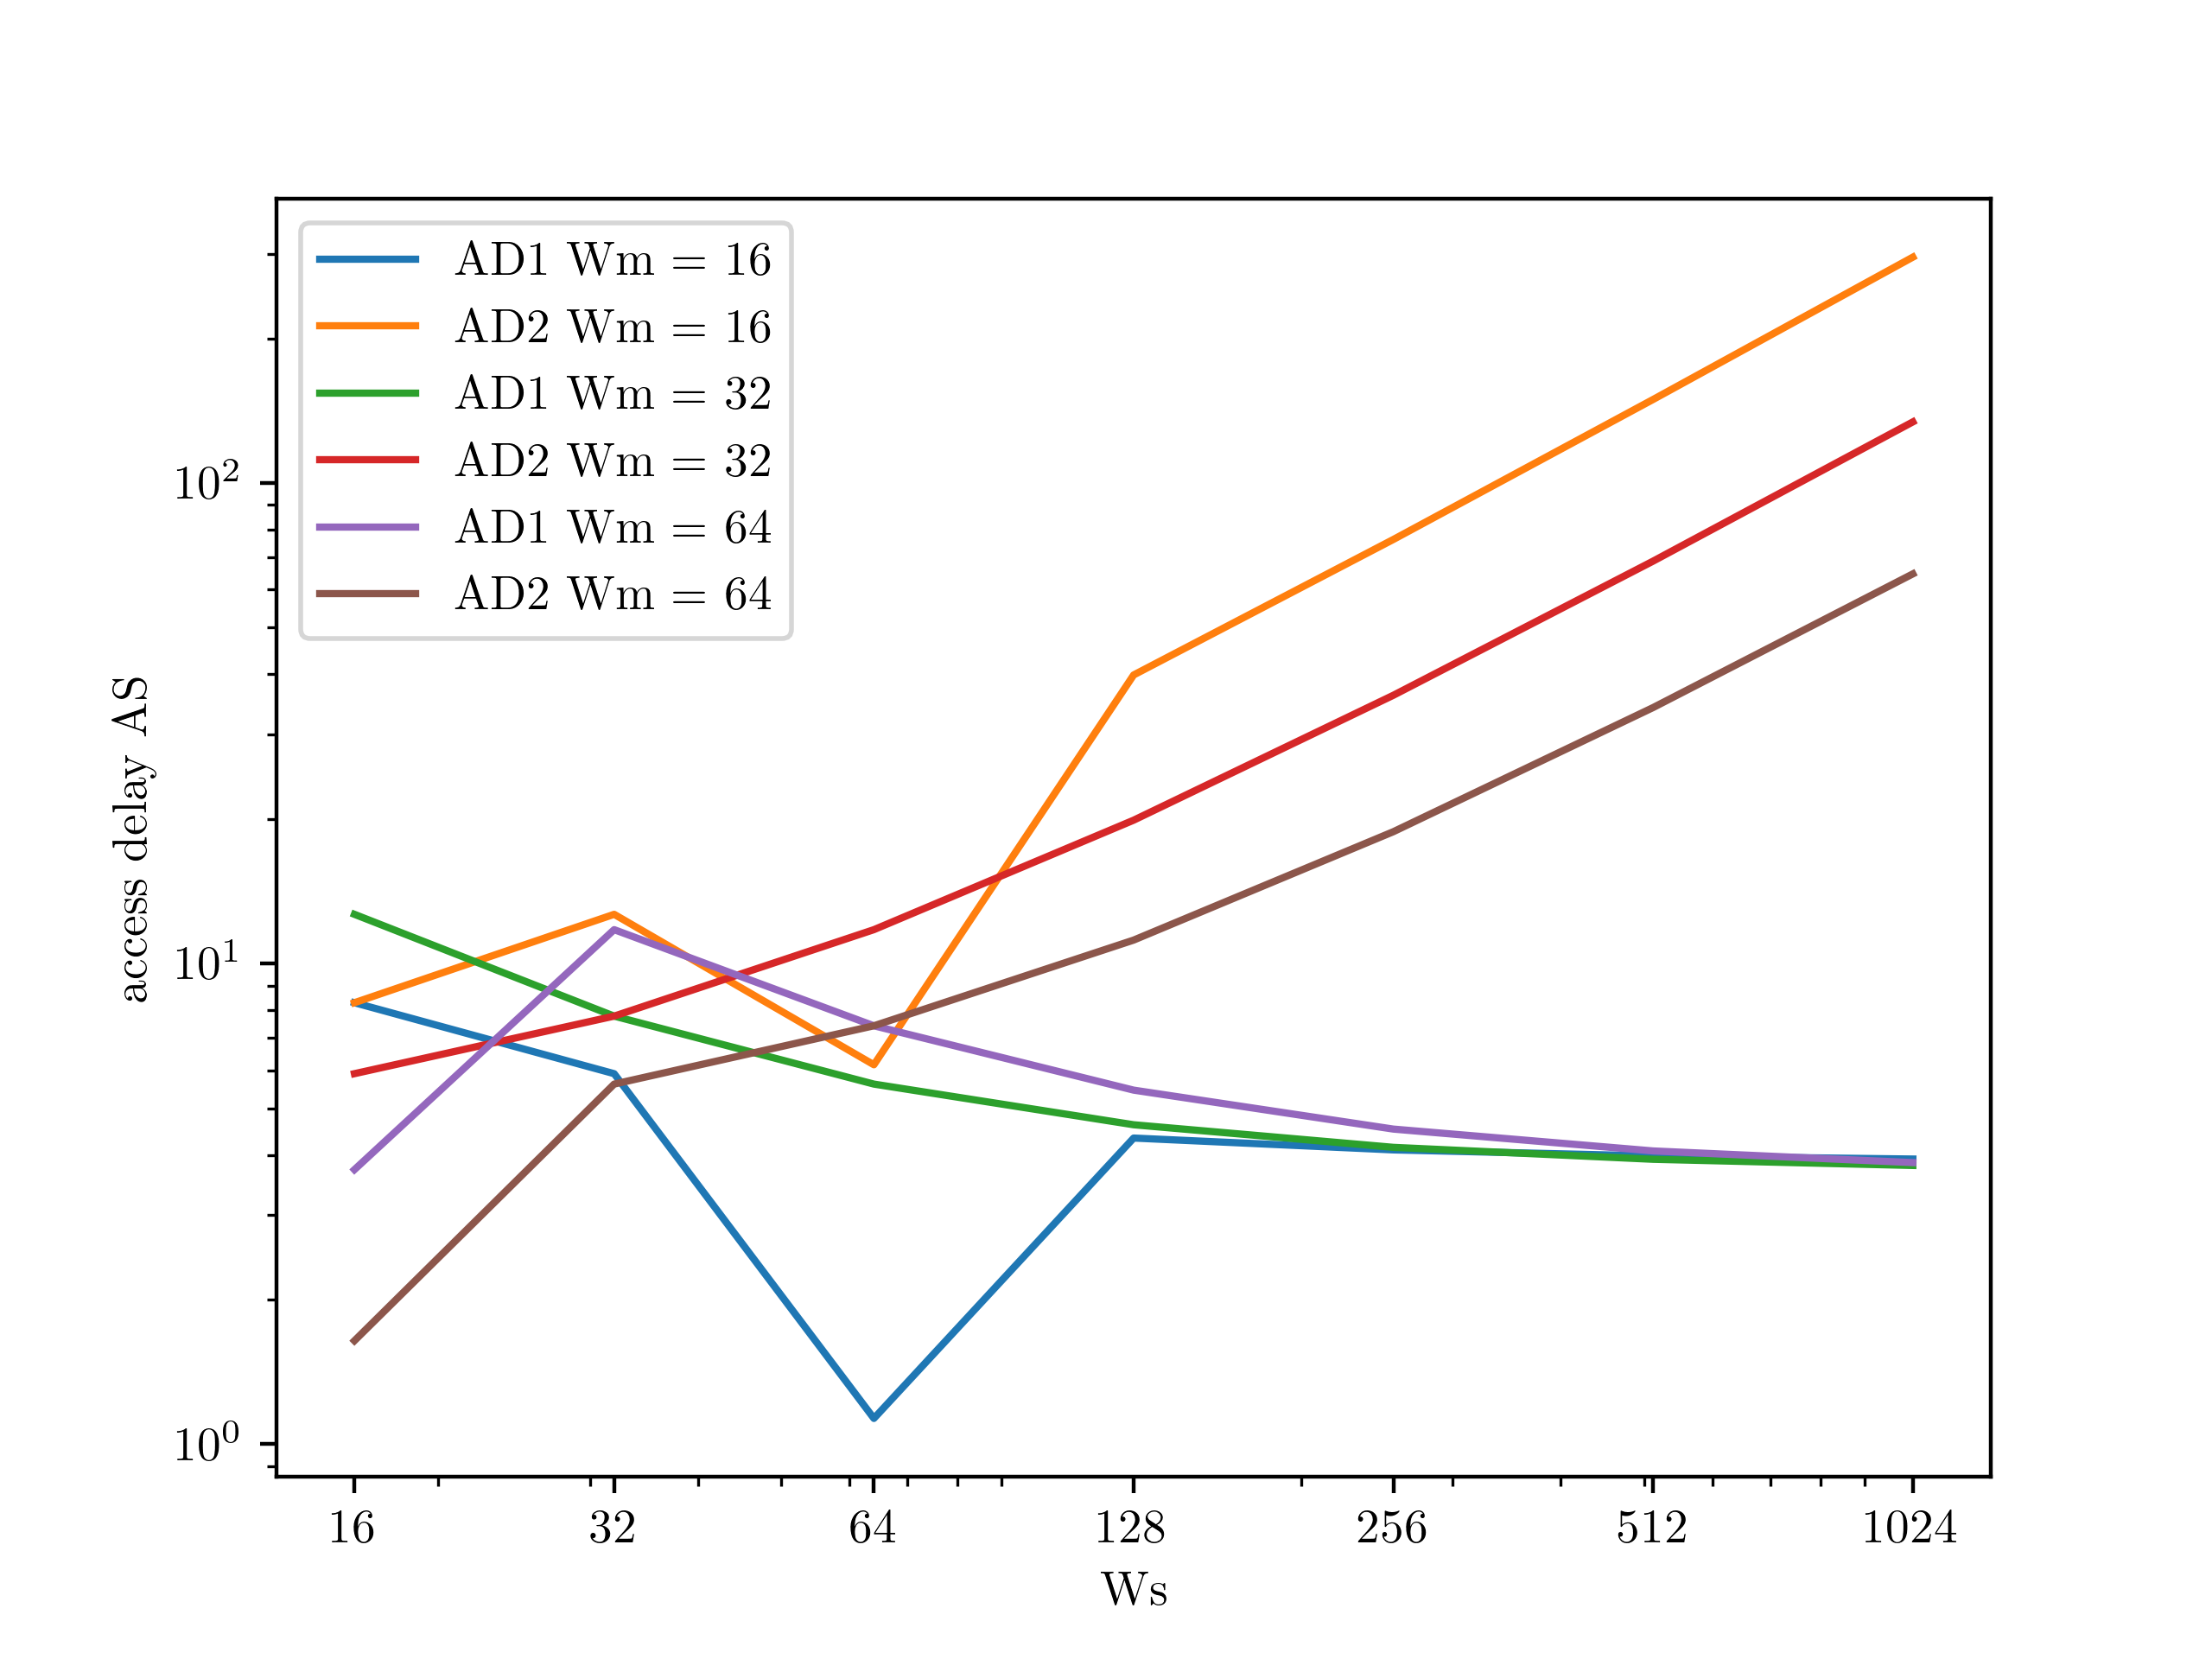 AD1 Wm = 16
AD2 Wm = 16
AD1 Wm = 32
AD2 Wm = 32
AD1 Wm = 64
AD2 Wm = 64
10²
10¹
10⁰
access delay AS
16 32 64 128 256 512 1024
Ws